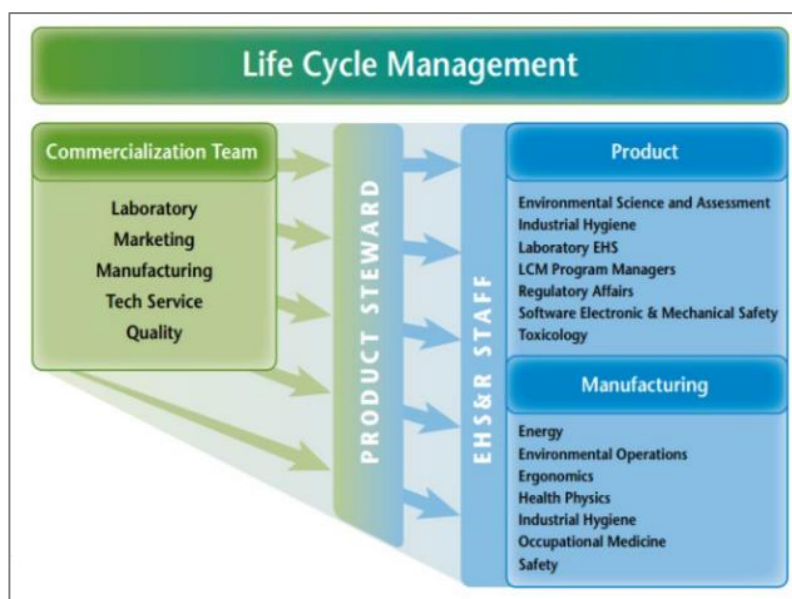 Life Cycle Management
Commercialization Team
Laboratory
Marketing
Manufacturing
Tech Service
Quality
PRODUCT STEWARD
EHS&R STAFF
Product
Environmental Science and Assessment
Industrial Hygiene
Laboratory EHS
LCM Program Managers
Regulatory Affairs
Software Electronic & Mechanical Safety
Toxicology
Manufacturing
Energy
Environmental Operations
Ergonomics
Health Physics
Industrial Hygiene
Occupational Medicine
Safety